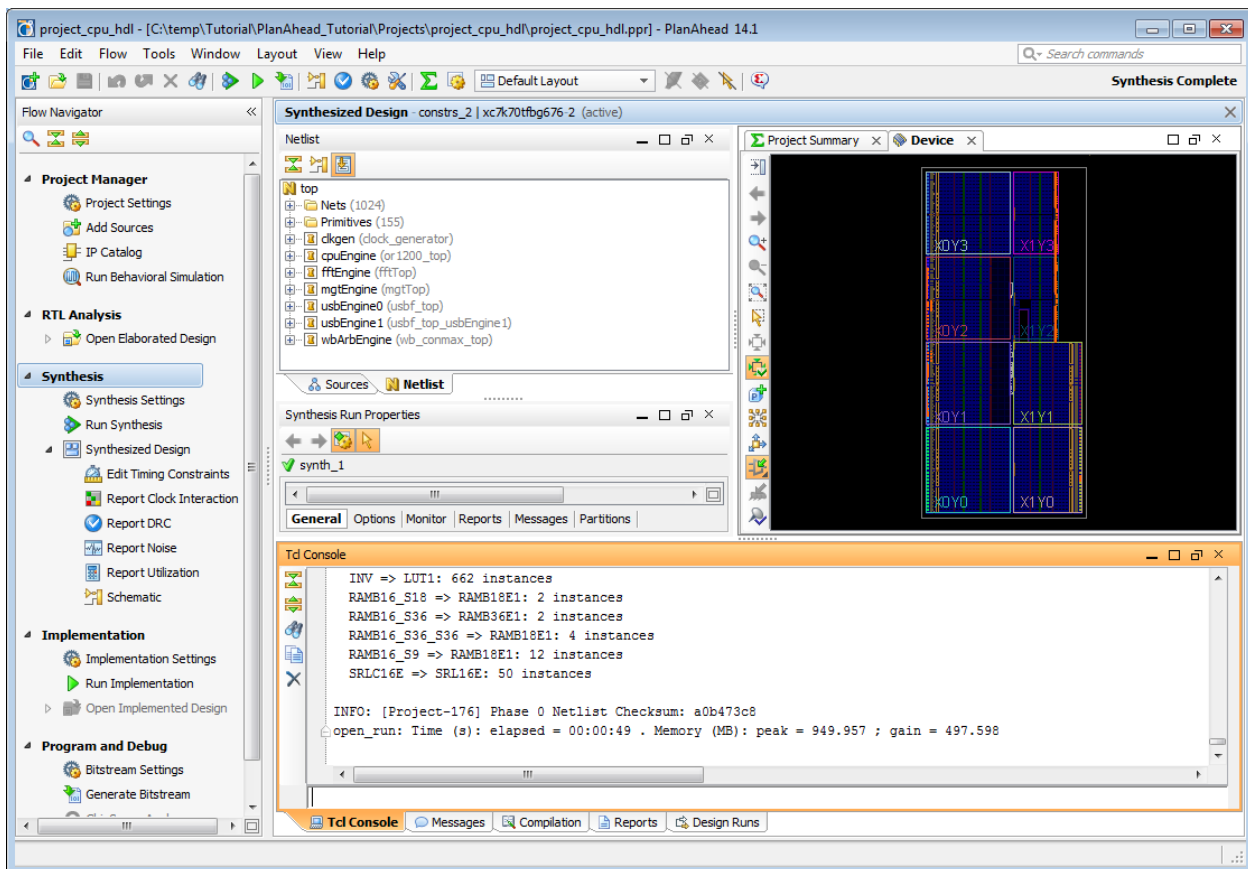 project_cpu_hdl - [C:\temp\Tutorial\PlanAhead_Tutorial\Projects\project_cpu_hdl\project_cpu_hdl.ppr] - PlanAhead 14.1
File Edit Flow Tools Window Layout View Help
Search commands
Default Layout
Synthesis Complete
Flow Navigator
Project Manager
Project Settings
Add Sources
IP Catalog
Run Behavioral Simulation
RTL Analysis
Open Elaborated Design
Synthesis
Synthesis Settings
Run Synthesis
Synthesized Design
Edit Timing Constraints
Report Clock Interaction
Report DRC
Report Noise
Report Utilization
Schematic
Implementation
Implementation Settings
Run Implementation
Open Implemented Design
Program and Debug
Bitstream Settings
Generate Bitstream
Synthesized Design - constrs_2 | xc7k70tfbg676-2 (active)
Netlist
top
Nets (1024)
Primitives (155)
clkgen (clock_generator)
cpuEngine (or1200_top)
fftEngine (fftTop)
mgtEngine (mgtTop)
usbEngine0 (usbf_top)
usbEngine1 (usbf_top_usbEngine1)
wbArbEngine (wb_conmax_top)
Sources Netlist
Synthesis Run Properties
synth_1
General Options Monitor Reports Messages Partitions
Project Summary Device
X0Y3 X1Y3
X0Y2 X1Y2
X0Y1 X1Y1
X0Y0 X1Y0
Tcl Console
INV => LUT1: 662 instances
RAMB16_S18 => RAMB18E1: 2 instances
RAMB16_S36 => RAMB36E1: 2 instances
RAMB16_S36_S36 => RAMB18E1: 4 instances
RAMB16_S9 => RAMB18E1: 12 instances
SRLC16E => SRL16E: 50 instances
INFO: [Project-176] Phase 0 Netlist Checksum: a0b473c8
open_run: Time (s): elapsed = 00:00:49 . Memory (MB): peak = 949.957 ; gain = 497.598
Tcl Console Messages Compilation Reports Design Runs